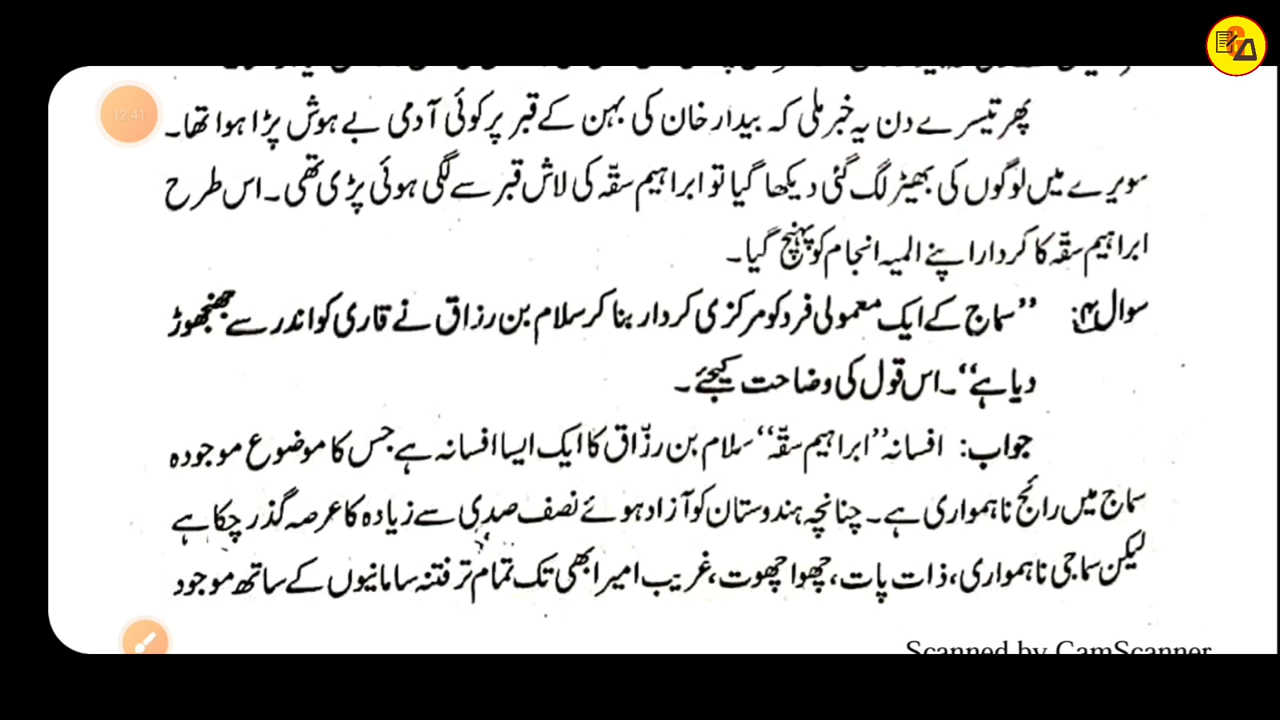 12:41
پھر تیسرے دن یہ خبر ملی کہ بیدار خان کی بہن کے قبر پر کوئی آدمی بے ہوش پڑا ہوا تھا۔
سویرے میں لوگوں کی بھیڑ لگ گئی دیکھا گیا تو ابراہیم سقّہ کی لاش قبر سے لگی ہوئی پڑی تھی۔ اس طرح
ابراہیم سقّہ کا کردار اپنے المیہ انجام کو پہنچ گیا۔
سوال ۴: ”سماج کے ایک معمولی فرد کو مرکزی کردار بنا کر سلام بن رزاق نے قاری کو اندر سے جھنجھوڑ
دیا ہے“۔ اس قول کی وضاحت کیجئے۔
جواب: افسانہ ”ابراہیم سقّہ“ سلام بن رزّاق کا ایک ایسا افسانہ ہے جس کا موضوع موجودہ
سماج میں رائج ناہمواری ہے۔ چنانچہ ہندوستان کو آزاد ہوئے نصف صدی سے زیادہ کا عرصہ گذر چکا ہے
لیکن سماجی ناہمواری، ذات پات، چھوا چھوت، غریب امیر ابھی تک تمام تر فتنہ سامانیوں کے ساتھ موجود
Scanned by CamScanner